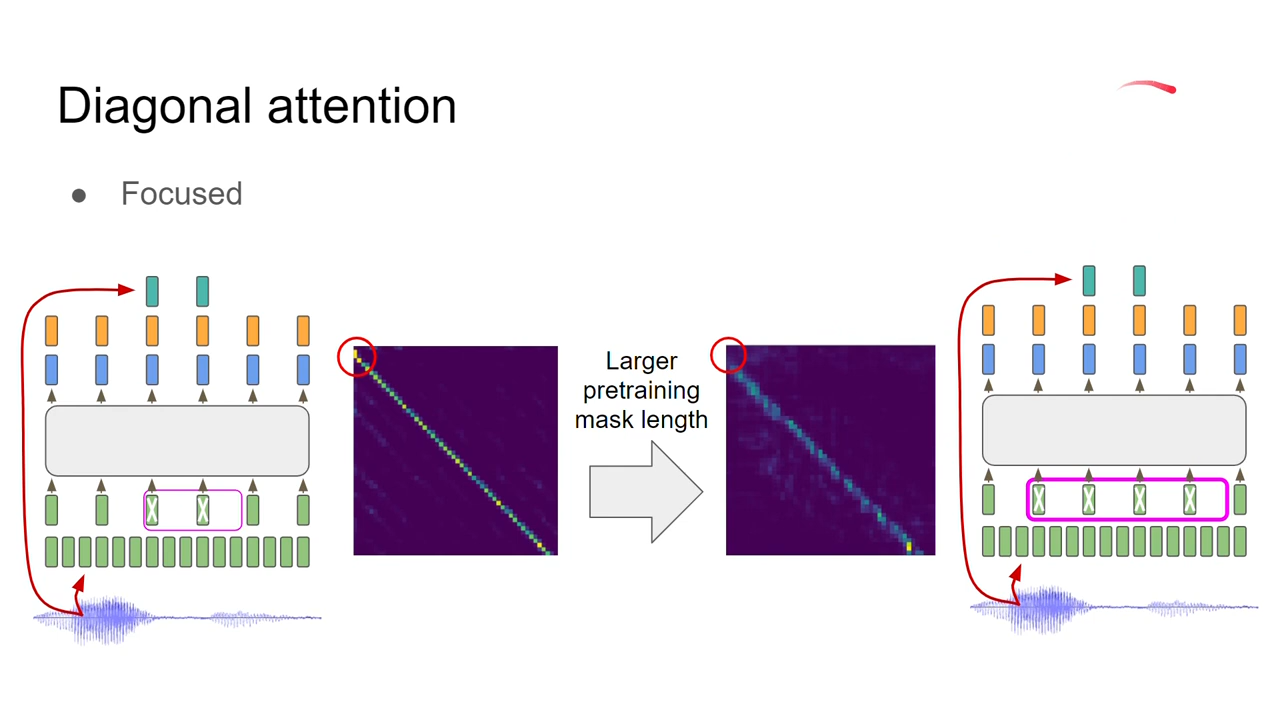 Diagonal attention
● Focused
Larger
pretraining
mask length